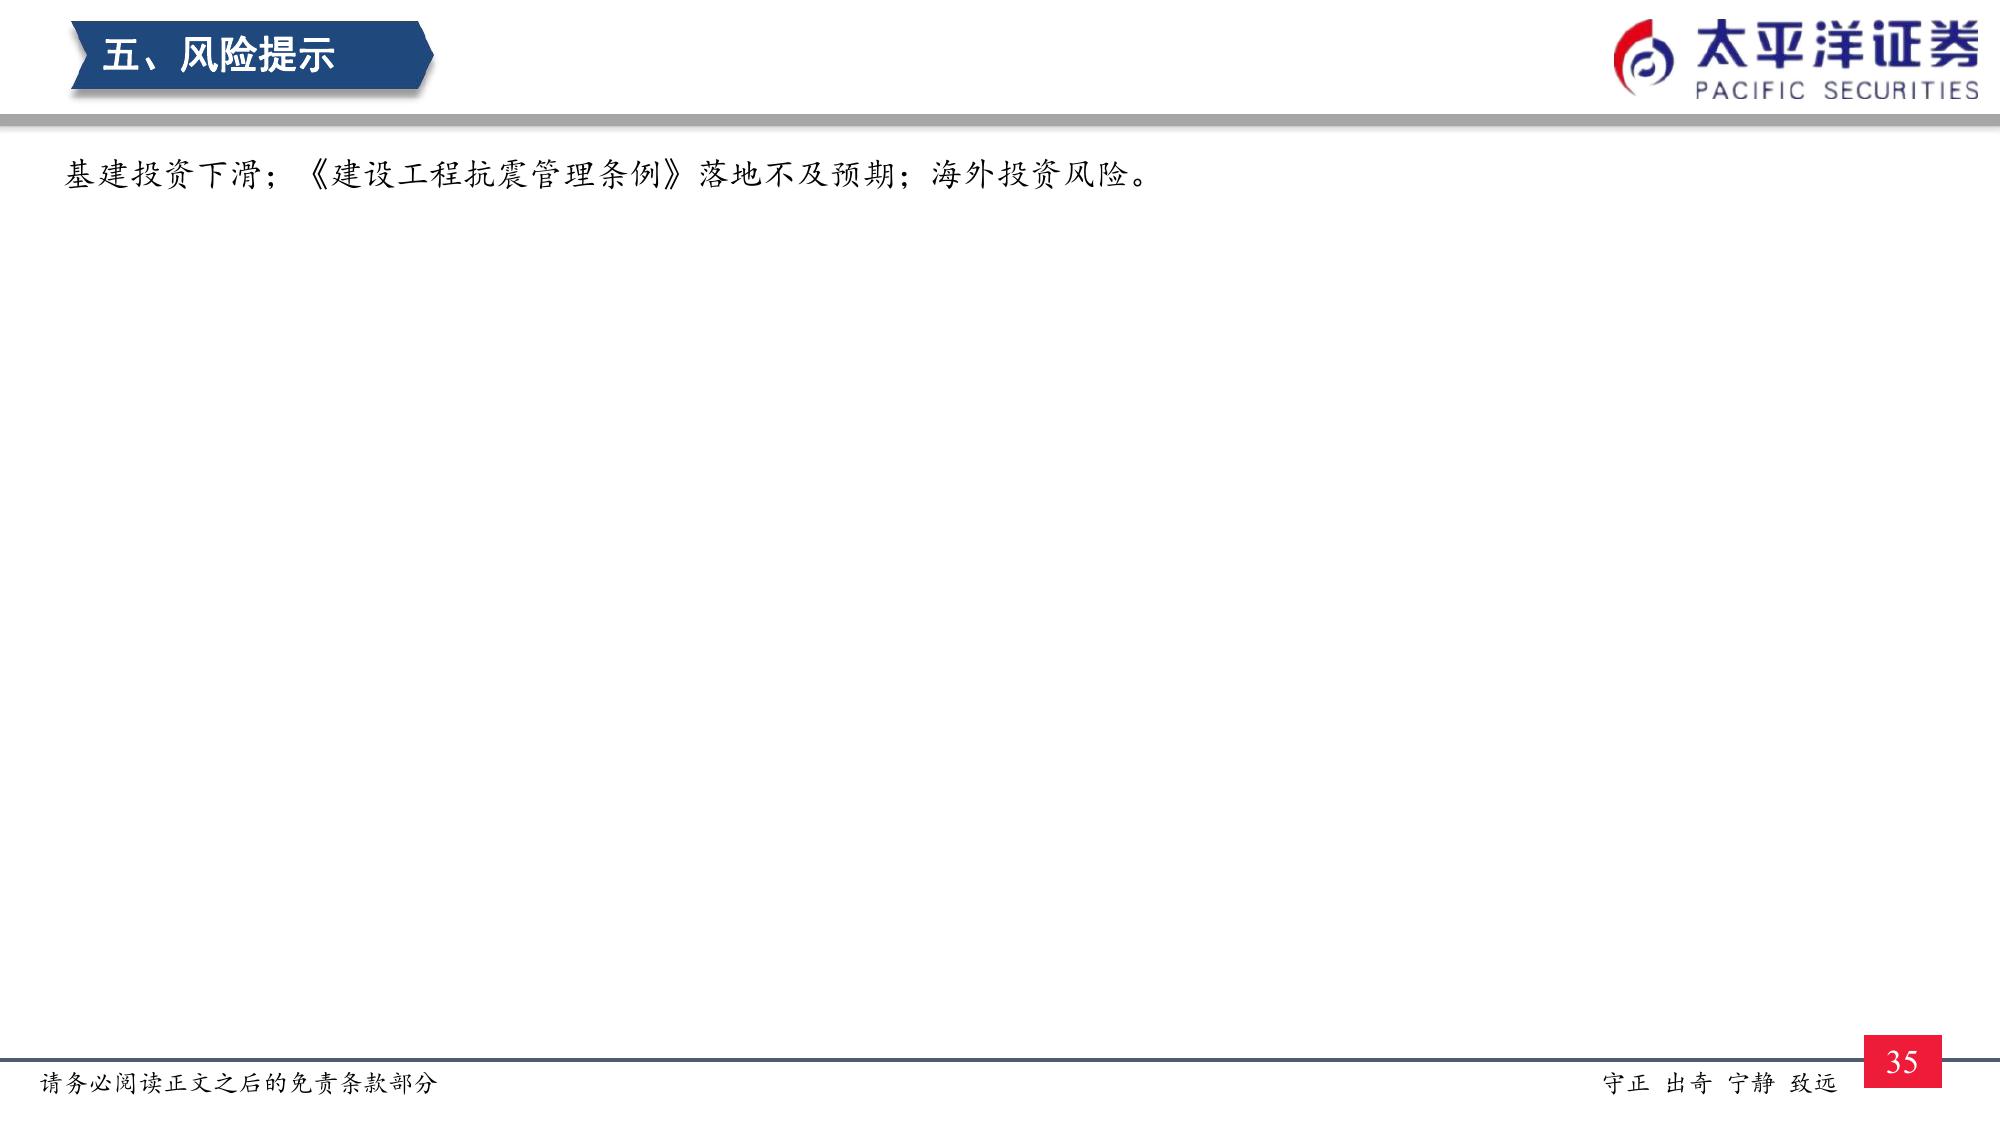 五、风险提示
太平洋证券
PACIFIC SECURITIES
基建投资下滑；《建设工程抗震管理条例》落地不及预期；海外投资风险。
35
请务必阅读正文之后的免责条款部分
守正 出奇 宁静 致远